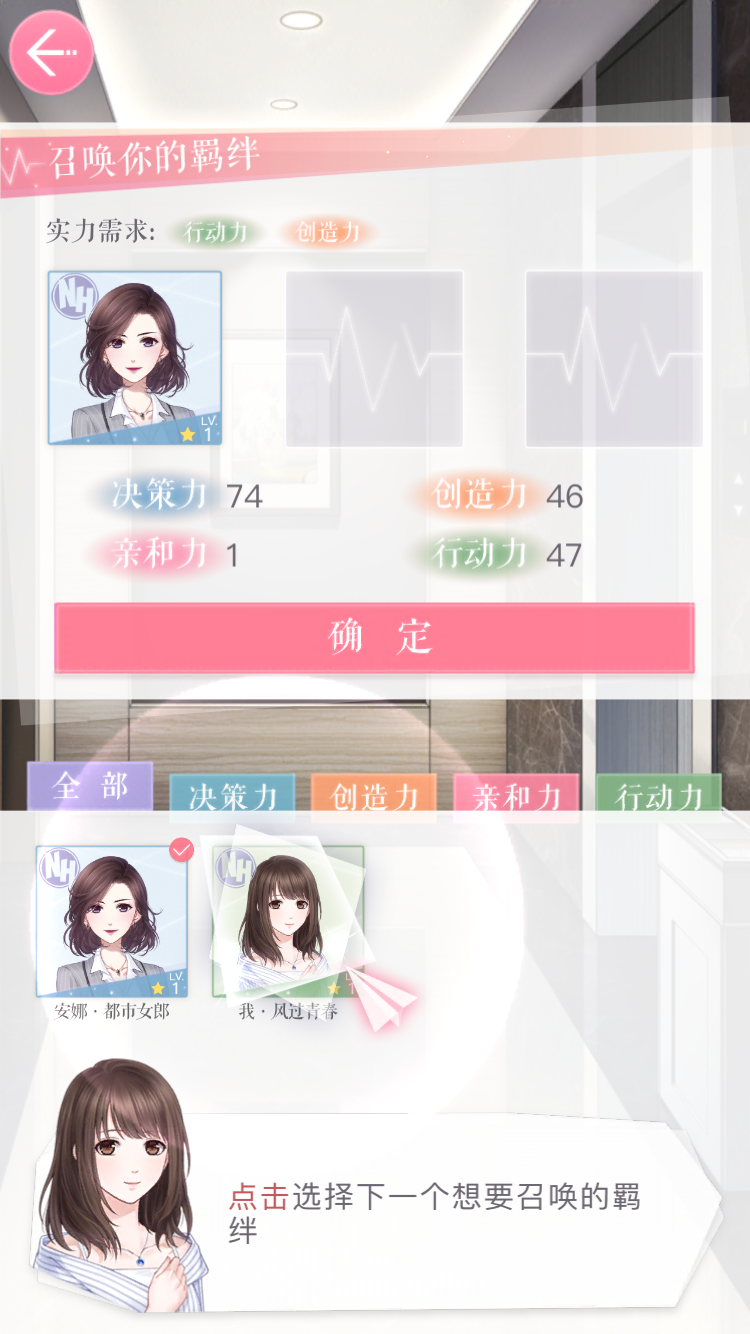 召唤你的羁绊
实力需求: 行动力 创造力
NH
LV.
1
决策力 74 创造力 46
亲和力 1 行动力 47
确 定
全 部 决策力 创造力 亲和力 行动力
NH NH
LV.
1
1
安娜·都市女郎 我·风过青春
点击选择下一个想要召唤的羁
绊